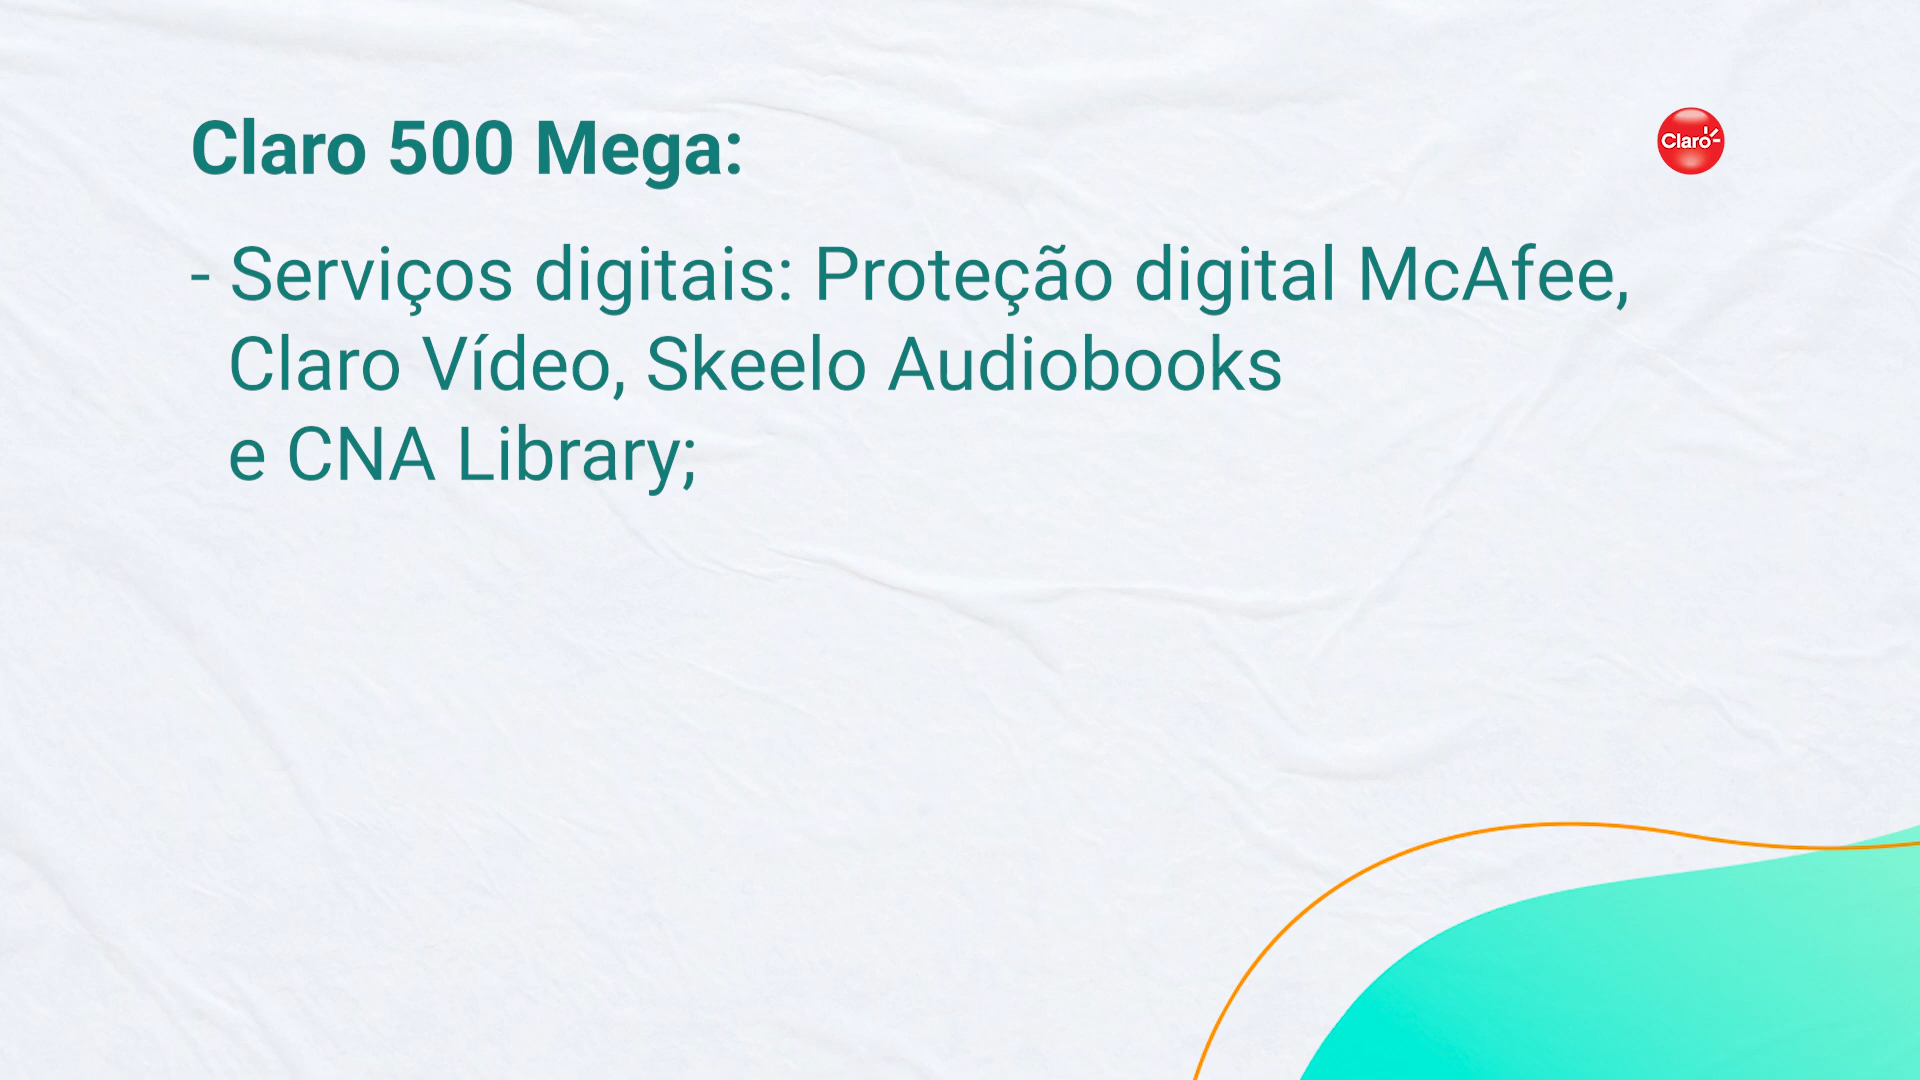 Claro 500 Mega:
Claro
- Serviços digitais: Proteção digital McAfee,
Claro Vídeo, Skeelo Audiobooks
e CNA Library;